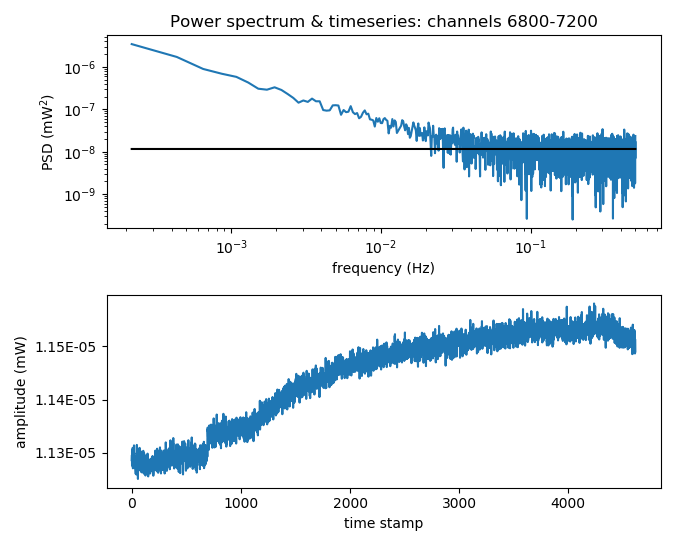 Power spectrum & timeseries: channels 6800-7200
PSD (mW²)
10⁻⁶
10⁻⁷
10⁻⁸
10⁻⁹
10⁻³ 10⁻² 10⁻¹
frequency (Hz)
amplitude (mW)
1.15E-05
1.14E-05
1.13E-05
0 1000 2000 3000 4000
time stamp